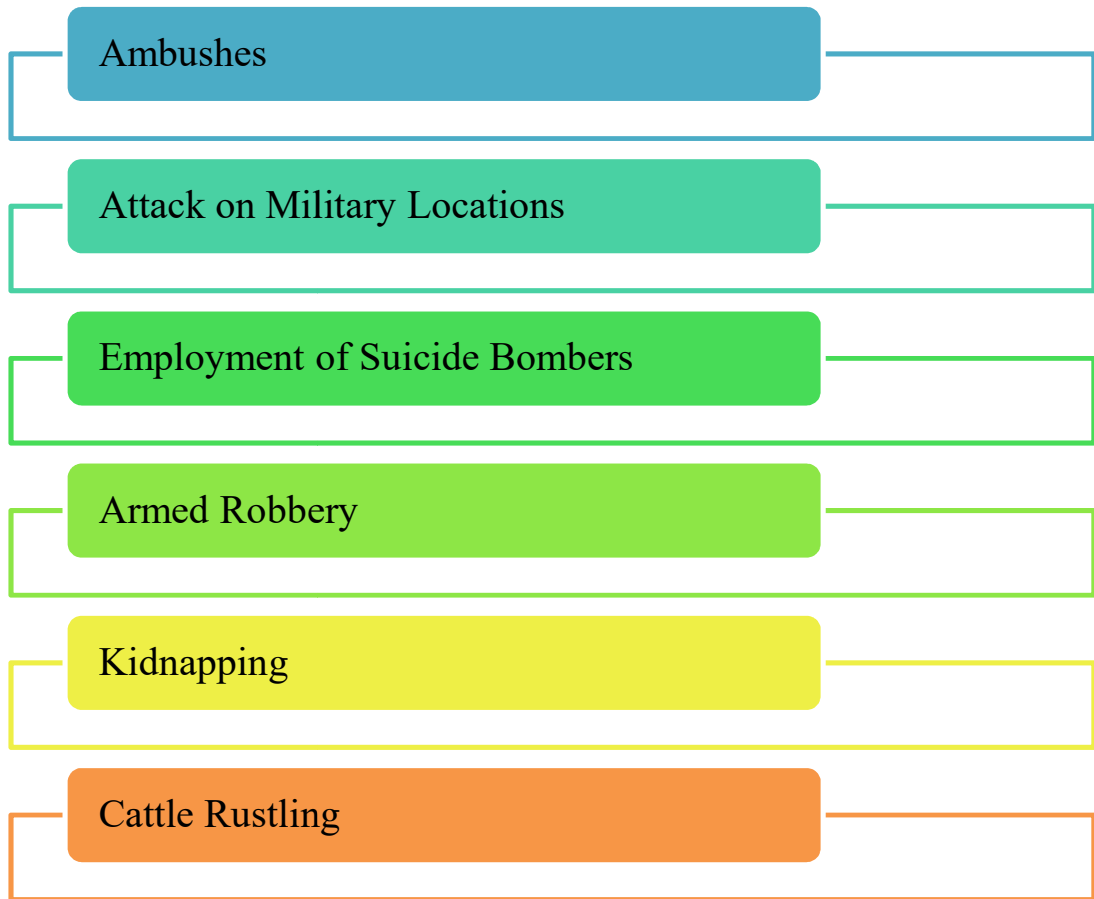 Ambushes
Attack on Military Locations
Employment of Suicide Bombers
Armed Robbery
Kidnapping
Cattle Rustling